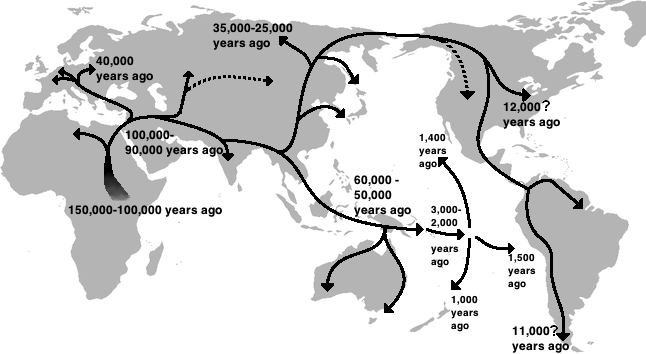 35,000-25,000
years ago
40,000
years ago
12,000?
years ago
100,000-
90,000 years ago
1,400
years
ago
60,000 -
50,000
years ago
150,000-100,000 years ago
3,000-
2,000
years
ago
1,500
years
ago
1,000
years
ago
11,000?
years ago